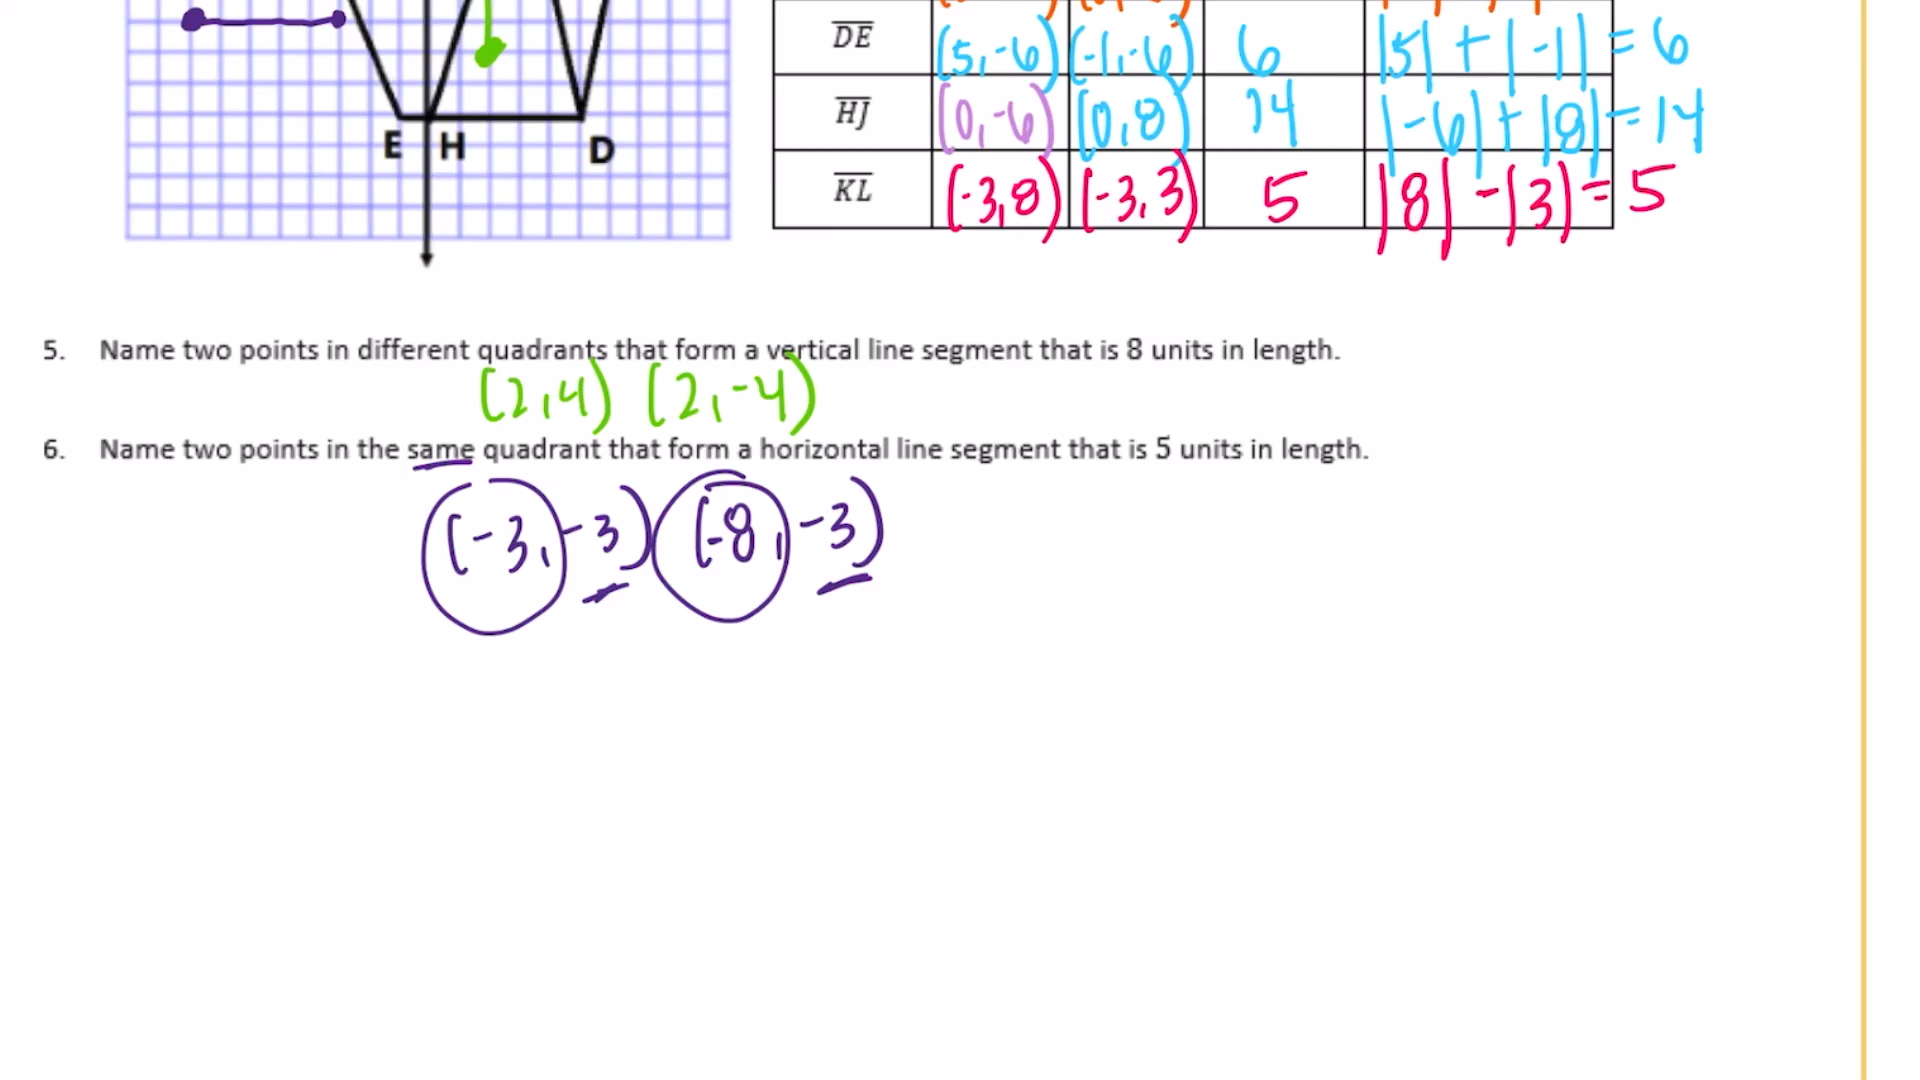 DE (5,-6) (-1,-6) 6 |5| + |-1| = 6
HJ (0,-6) (0,8) 14 |-6| + |8| = 14
E H D
KL (-3,8) (-3,3) 5 |8| - |3| = 5
5. Name two points in different quadrants that form a vertical line segment that is 8 units in length.
(2,4) (2,-4)
6. Name two points in the same quadrant that form a horizontal line segment that is 5 units in length.
(-3,-3) (-8,-3)